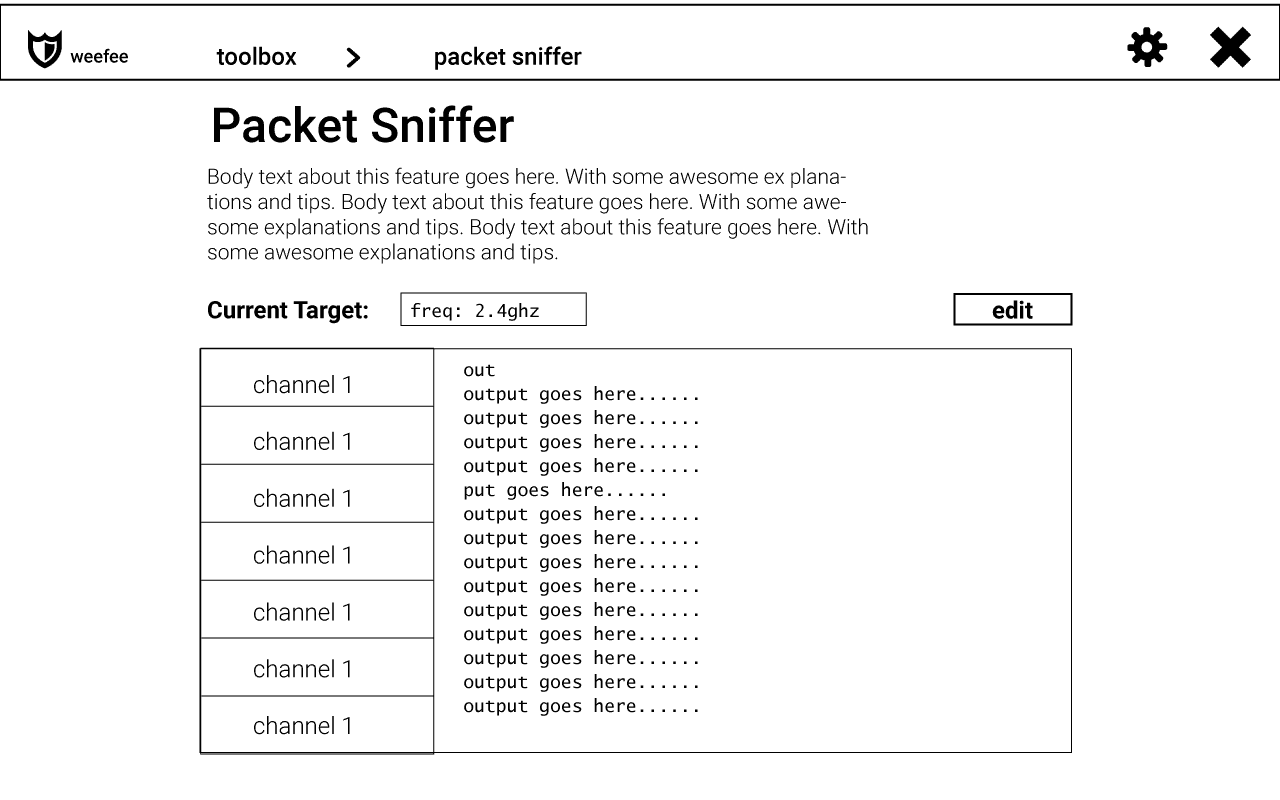 weefee
toolbox
packet sniffer
Packet Sniffer
Body text about this feature goes here. With some awesome ex plana-
tions and tips. Body text about this feature goes here. With some awe-
some explanations and tips. Body text about this feature goes here. With
some awesome explanations and tips.
Current Target:
freq: 2.4ghz
edit
channel 1
channel 1
channel 1
channel 1
channel 1
channel 1
channel 1
out
output goes here......
output goes here......
output goes here......
output goes here......
put goes here......
output goes here......
output goes here......
output goes here......
output goes here......
output goes here......
output goes here......
output goes here......
output goes here......
output goes here......